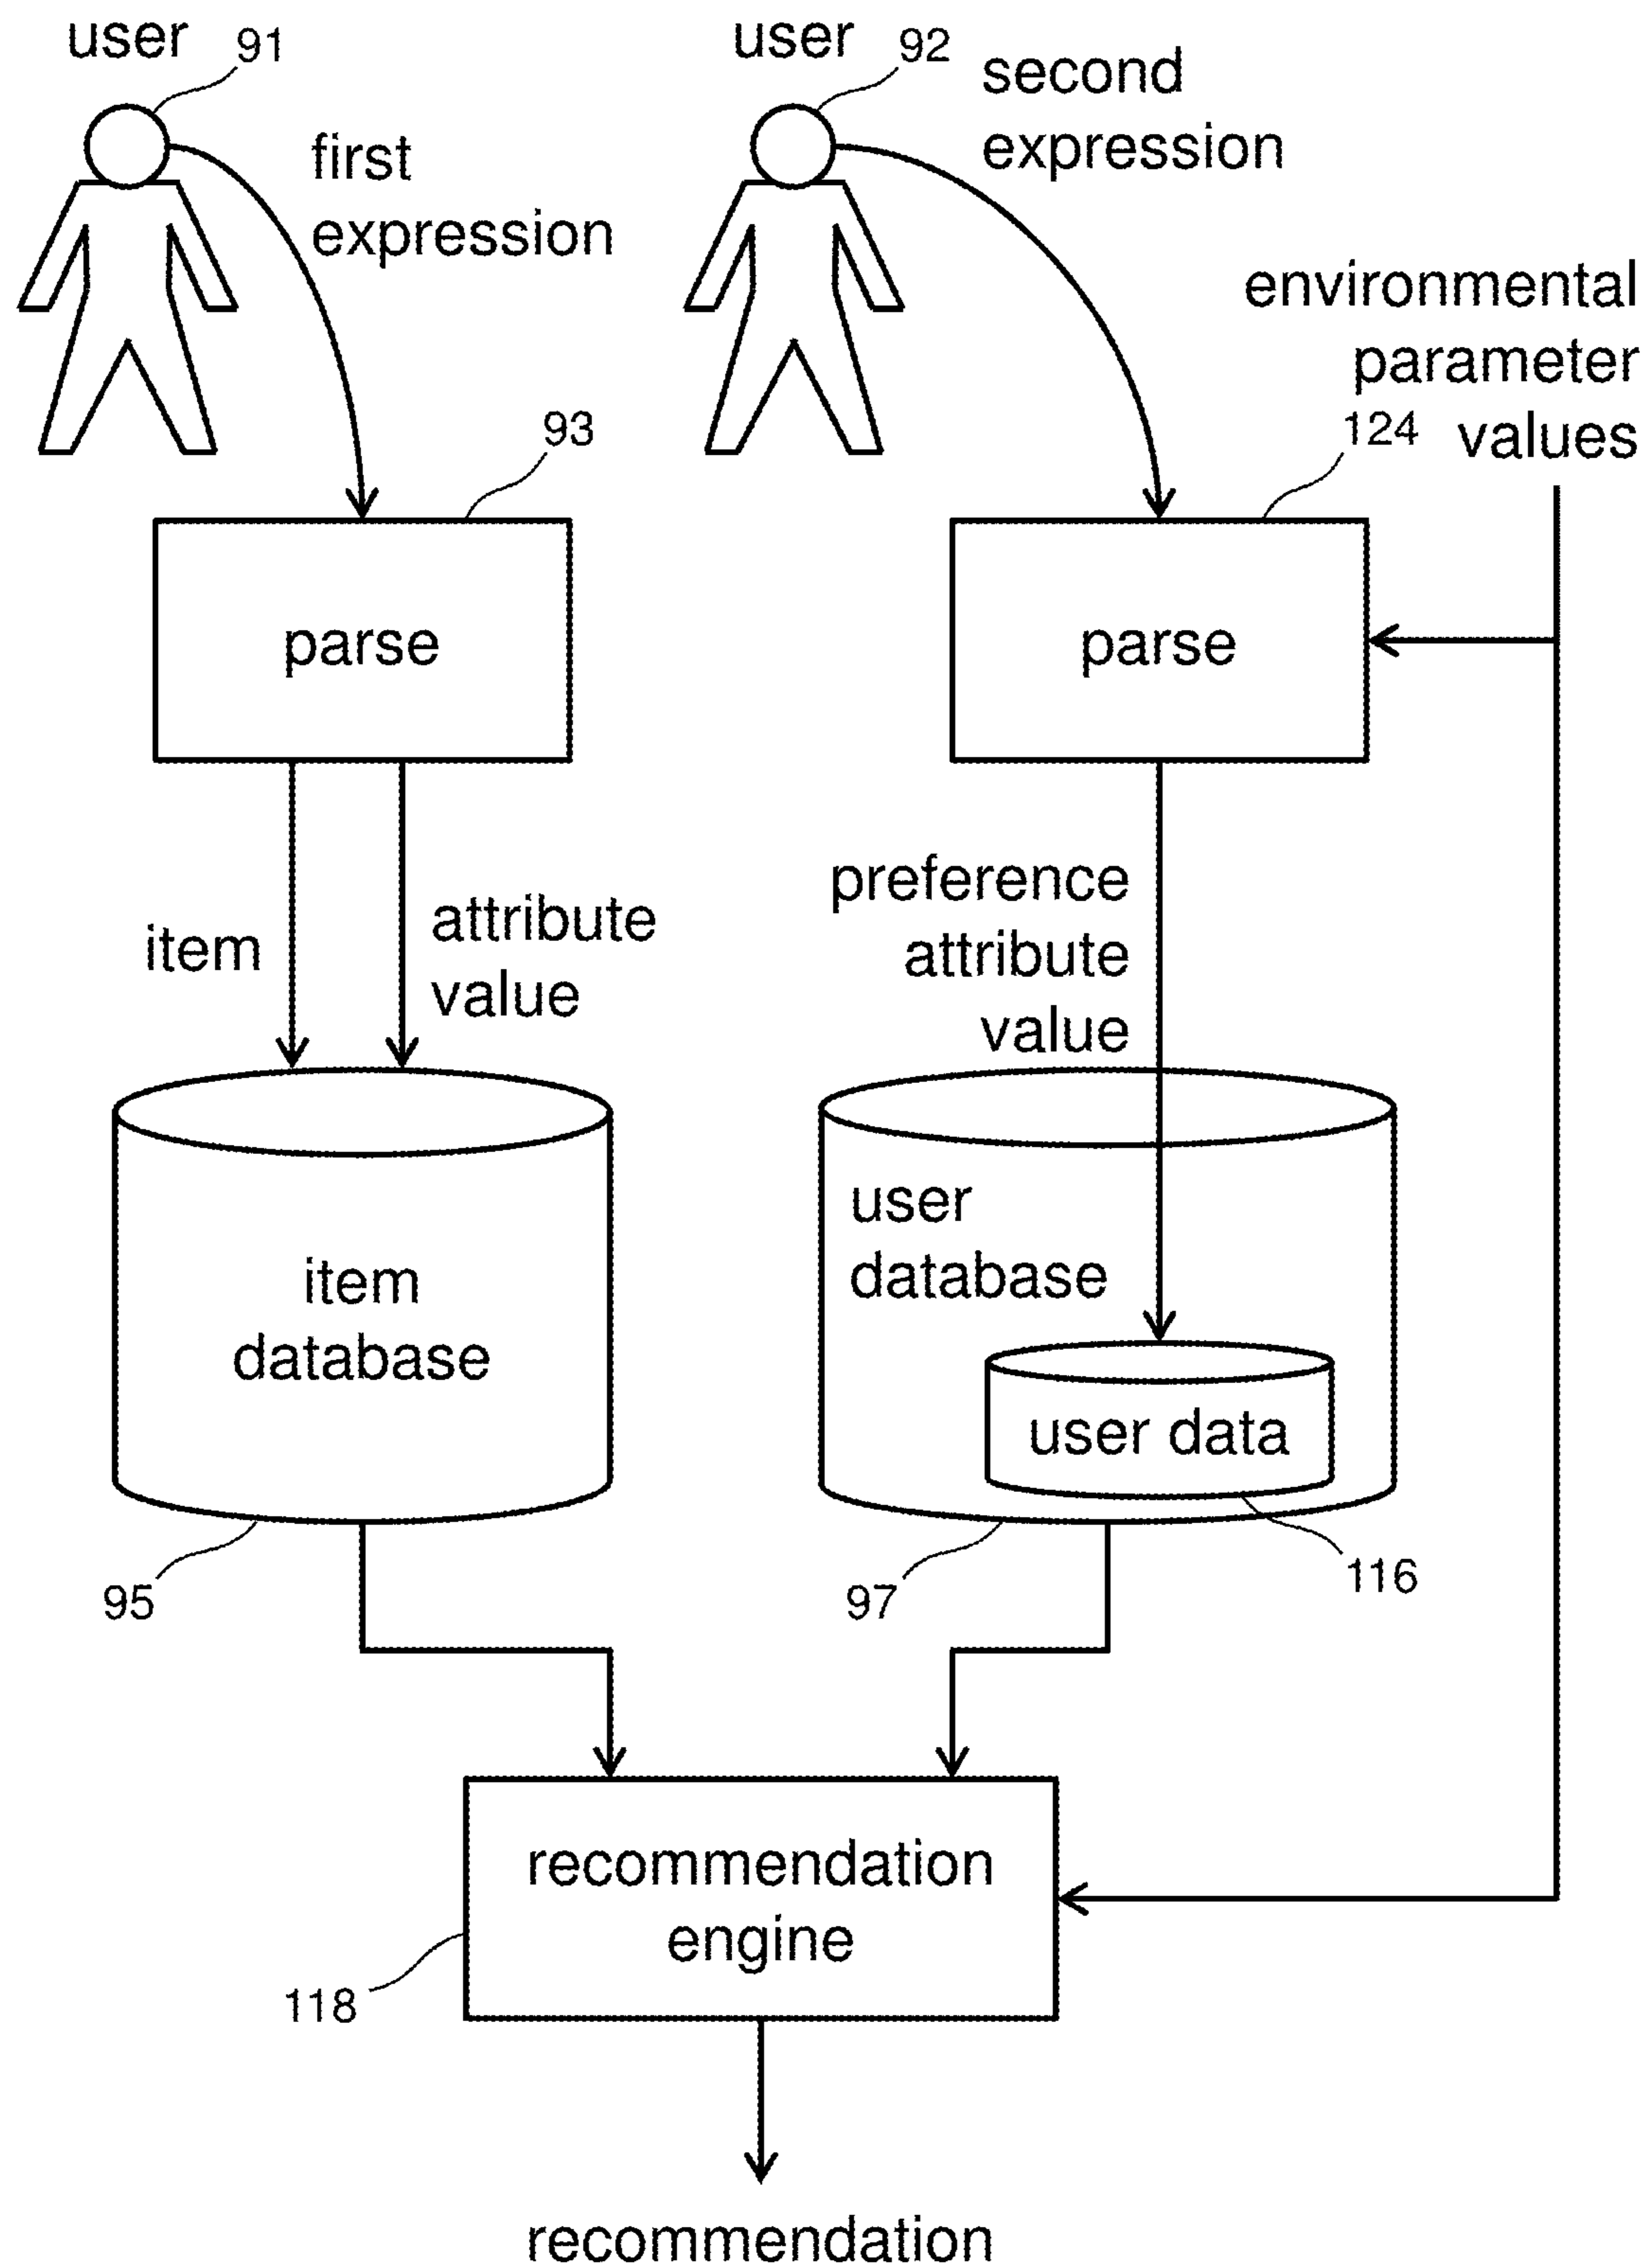 user 91
user 92
second
expression
first
expression
environmental
parameter
values
93
124
parse
parse
item
attribute
value
preference
attribute
value
item
database
user
database
user data
95
97
116
recommendation
engine
118
recommendation